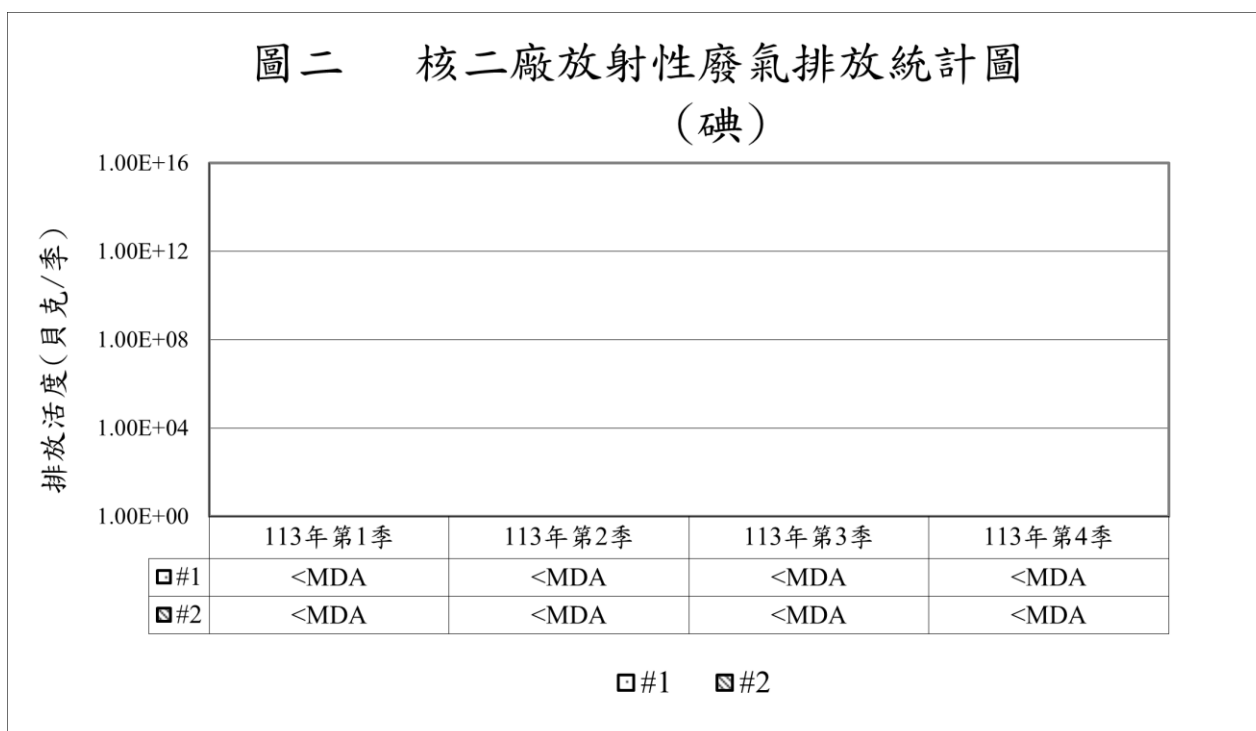 圖二 核二廠放射性廢氣排放統計圖
(碘)
排放活度(貝克/季)
1.00E+16
1.00E+12
1.00E+08
1.00E+04
1.00E+00
113年第1季 113年第2季 113年第3季 113年第4季
#1 <MDA <MDA <MDA <MDA
#2 <MDA <MDA <MDA <MDA
#1 #2